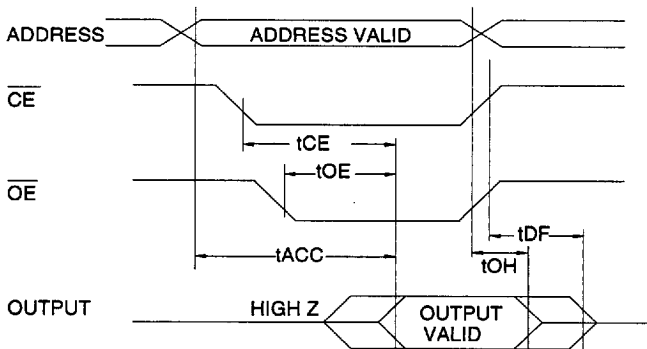 ADDRESS ADDRESS VALID
CE
tCE
tOE
OE
tDF
tACC
tOH
OUTPUT HIGH Z OUTPUT
VALID